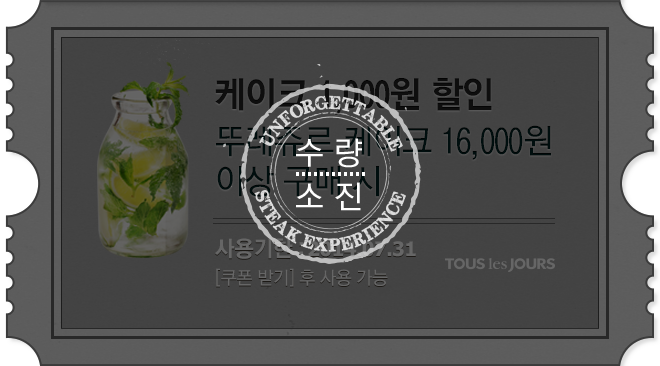 케이크 1,000원 할인
뚜레쥬르 케이크 16,000원
이상 구매 시
UNFORGETTABLE
수량
소진
STEAK EXPERIENCE
사용기한 07.31
[쿠폰 받기] 후 사용 가능
TOUS les JOURS